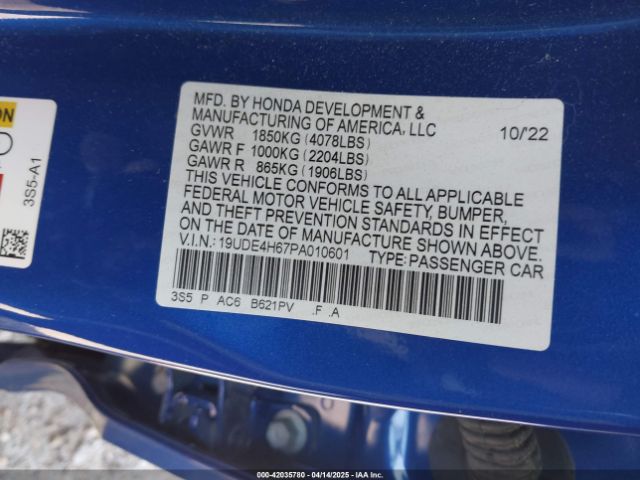 ON
3S5-A1
MFD. BY HONDA DEVELOPMENT &
MANUFACTURING OF AMERICA, LLC 10/'22
GVWR 1850KG (4078LBS)
GAWR F 1000KG (2204LBS)
GAWR R 865KG (1906LBS)
THIS VEHICLE CONFORMS TO ALL APPLICABLE
FEDERAL MOTOR VEHICLE SAFETY, BUMPER,
AND THEFT PREVENTION STANDARDS IN EFFECT
ON THE DATE OF MANUFACTURE SHOWN ABOVE.
V.I.N.: 19UDE4H67PA010601 TYPE:PASSENGER CAR
3S5 P AC6 B621PV .F .A
000-42035780 - 04/14/2025 - IAA Inc.